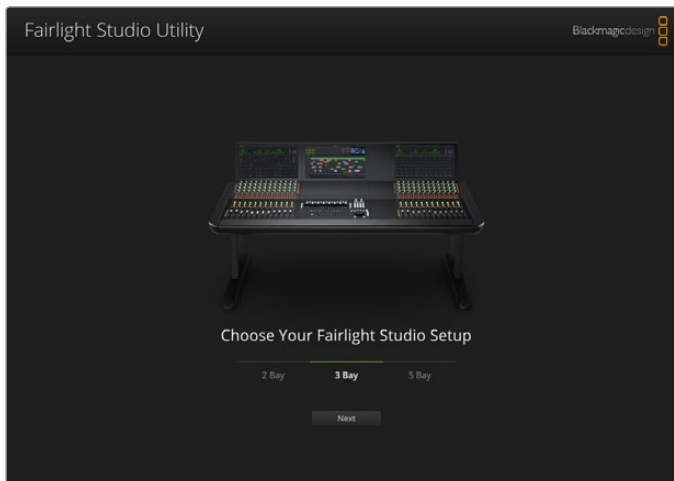 Fairlight Studio Utility
Blackmagicdesign
Choose Your Fairlight Studio Setup
2 Bay
3 Bay
5 Bay
Next